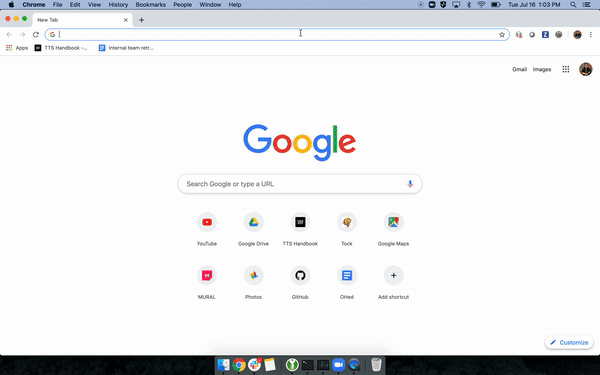 Chrome File Edit View History Bookmarks People Window Help Tue Jul 16 1:03 PM
New Tab
Apps TTS Handbook -... Internal team retr...
Gmail Images
Google
Search Google or type a URL
YouTube Google Drive TTS Handbook Tock Google Maps
MURAL Photos GitHub OHed Add shortcut
Customize